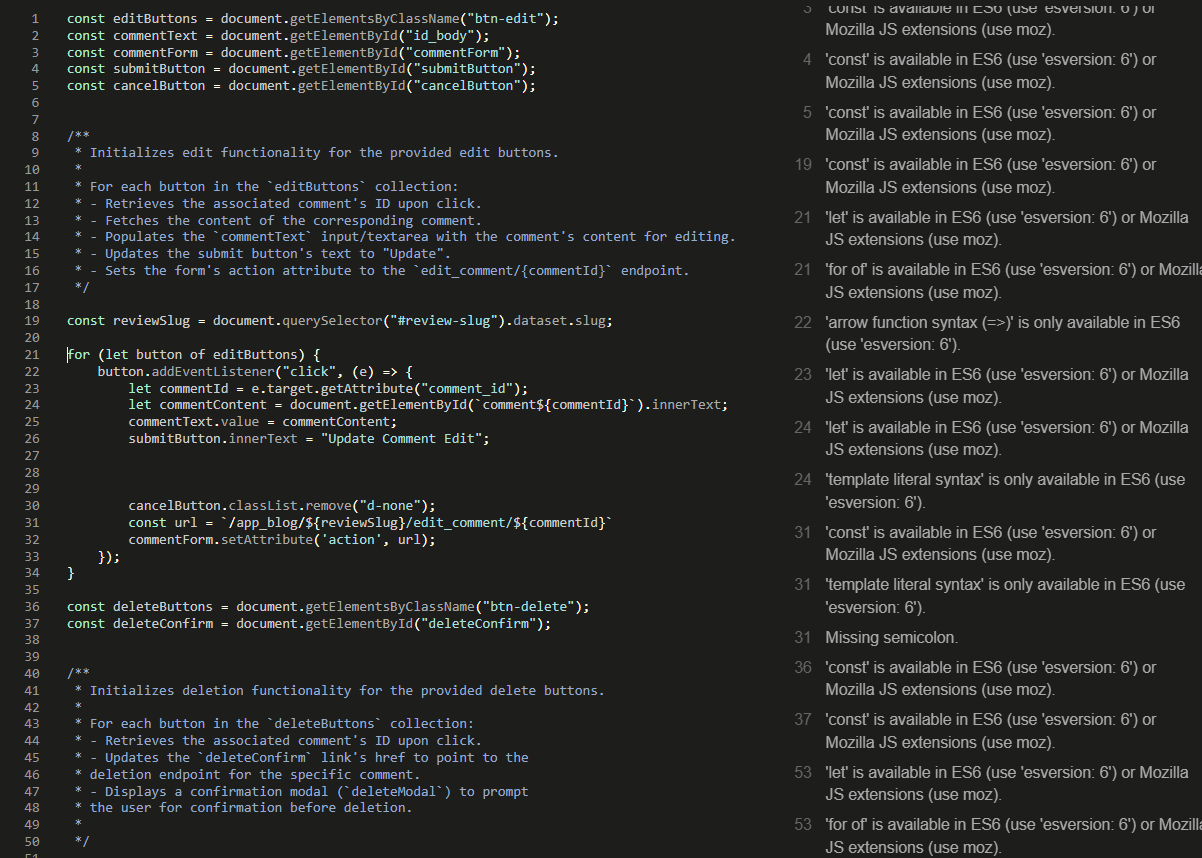 1 const editButtons = document.getElementsByClassName("btn-edit");
2 const commentText = document.getElementById("id_body");
3 const commentForm = document.getElementById("commentForm");
4 const submitButton = document.getElementById("submitButton");
5 const cancelButton = document.getElementById("cancelButton");
6
7
8 /**
9 * Initializes edit functionality for the provided edit buttons.
10 *
11 * For each button in the `editButtons` collection:
12 * - Retrieves the associated comment's ID upon click.
13 * - Fetches the content of the corresponding comment.
14 * - Populates the `commentText` input/textarea with the comment's content for editing.
15 * - Updates the submit button's text to "Update".
16 * - Sets the form's action attribute to the `edit_comment/{commentId}` endpoint.
17 */
18
19 const reviewSlug = document.querySelector("#review-slug").dataset.slug;
20
21 for (let button of editButtons) {
22 button.addEventListener("click", (e) => {
23 let commentId = e.target.getAttribute("comment_id");
24 let commentContent = document.getElementById(`comment${commentId}`).innerText;
25 commentText.value = commentContent;
26 submitButton.innerText = "Update Comment Edit";
27
28
29
30 cancelButton.classList.remove("d-none");
31 const url = `/app_blog/${reviewSlug}/edit_comment/${commentId}`
32 commentForm.setAttribute('action', url);
33 });
34 }
35
36 const deleteButtons = document.getElementsByClassName("btn-delete");
37 const deleteConfirm = document.getElementById("deleteConfirm");
38
39
40 /**
41 * Initializes deletion functionality for the provided delete buttons.
42 *
43 * For each button in the `deleteButtons` collection:
44 * - Retrieves the associated comment's ID upon click.
45 * - Updates the `deleteConfirm` link's href to point to the
46 * deletion endpoint for the specific comment.
47 * - Displays a confirmation modal (`deleteModal`) to prompt
48 * the user for confirmation before deletion.
49 *
50 */
51
3 'const' is available in ES6 (use 'esversion: 6') or
Mozilla JS extensions (use moz).
4 'const' is available in ES6 (use 'esversion: 6') or
Mozilla JS extensions (use moz).
5 'const' is available in ES6 (use 'esversion: 6') or
Mozilla JS extensions (use moz).
19 'const' is available in ES6 (use 'esversion: 6') or
Mozilla JS extensions (use moz).
21 'let' is available in ES6 (use 'esversion: 6') or Mozilla
JS extensions (use moz).
21 'for of' is available in ES6 (use 'esversion: 6') or Mozilla
JS extensions (use moz).
22 'arrow function syntax (=>)' is only available in ES6
(use 'esversion: 6').
23 'let' is available in ES6 (use 'esversion: 6') or Mozilla
JS extensions (use moz).
24 'let' is available in ES6 (use 'esversion: 6') or Mozilla
JS extensions (use moz).
24 'template literal syntax' is only available in ES6 (use
'esversion: 6').
31 'const' is available in ES6 (use 'esversion: 6') or
Mozilla JS extensions (use moz).
31 'template literal syntax' is only available in ES6 (use
'esversion: 6').
31 Missing semicolon.
36 'const' is available in ES6 (use 'esversion: 6') or
Mozilla JS extensions (use moz).
37 'const' is available in ES6 (use 'esversion: 6') or
Mozilla JS extensions (use moz).
53 'let' is available in ES6 (use 'esversion: 6') or Mozilla
JS extensions (use moz).
53 'for of' is available in ES6 (use 'esversion: 6') or Mozilla
JS extensions (use moz).